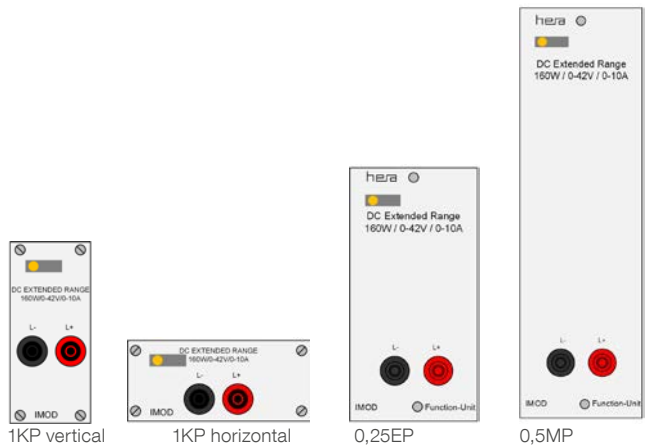 DC EXTENDED RANGE
160W/0-42V/0-10A
L- L+
IMOD
1KP vertical
DC EXTENDED RANGE
160W/0-42V/0-10A
L- L+
IMOD
1KP horizontal
hera
DC Extended Range
160W / 0-42V / 0-10A
L- L+
IMOD Function-Unit
0,25EP
hera
DC Extended Range
160W / 0-42V / 0-10A
L- L+
IMOD Function-Unit
0,5MP